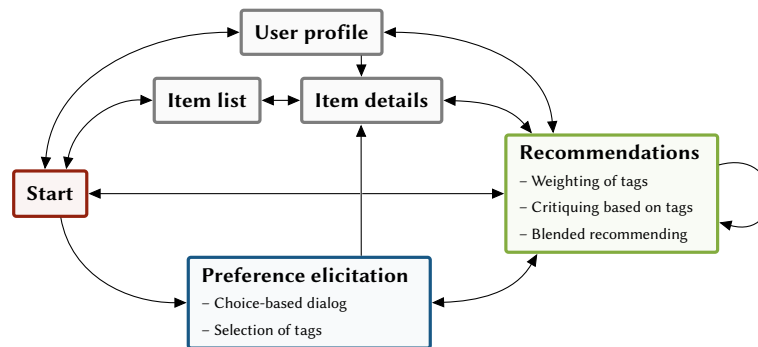 User profile
Item list
Item details
Recommendations
– Weighting of tags
– Critiquing based on tags
– Blended recommending
Start
Preference elicitation
– Choice-based dialog
– Selection of tags